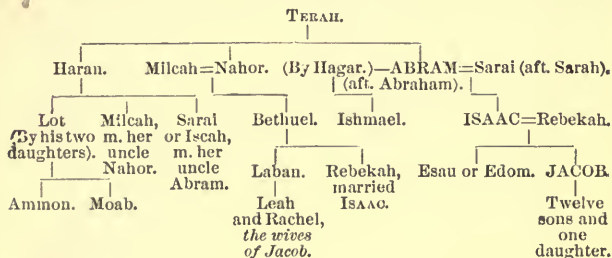 TERAH.
Haran. Milcah=Nahor. (By Hagar.)—ABRAM=Sarai (aft. Sarah).
(aft. Abraham).
Lot Milcah, Sarai Bethuel. Ishmael. ISAAC=Rebekah.
(By his two m. her or Iscah,
daughters). uncle m. her
Nahor. uncle Laban. Rebekah, Esau or Edom. JACOB.
Abram. married
Ammon. Moab. Leah ISAAC. Twelve
and Rachel, sons and
the wives one
of Jacob. daughter.